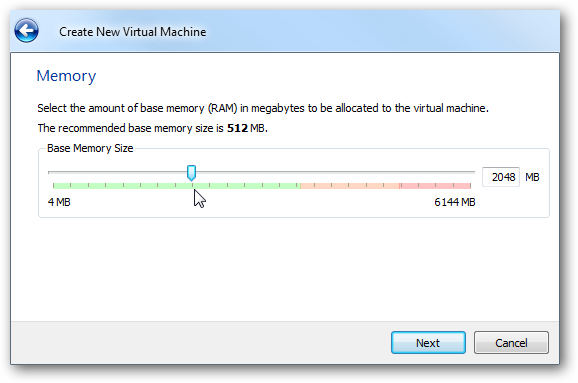 Create New Virtual Machine
Memory
Select the amount of base memory (RAM) in megabytes to be allocated to the virtual machine.
The recommended base memory size is 512 MB.
Base Memory Size
2048 MB
4 MB 6144 MB
Next Cancel